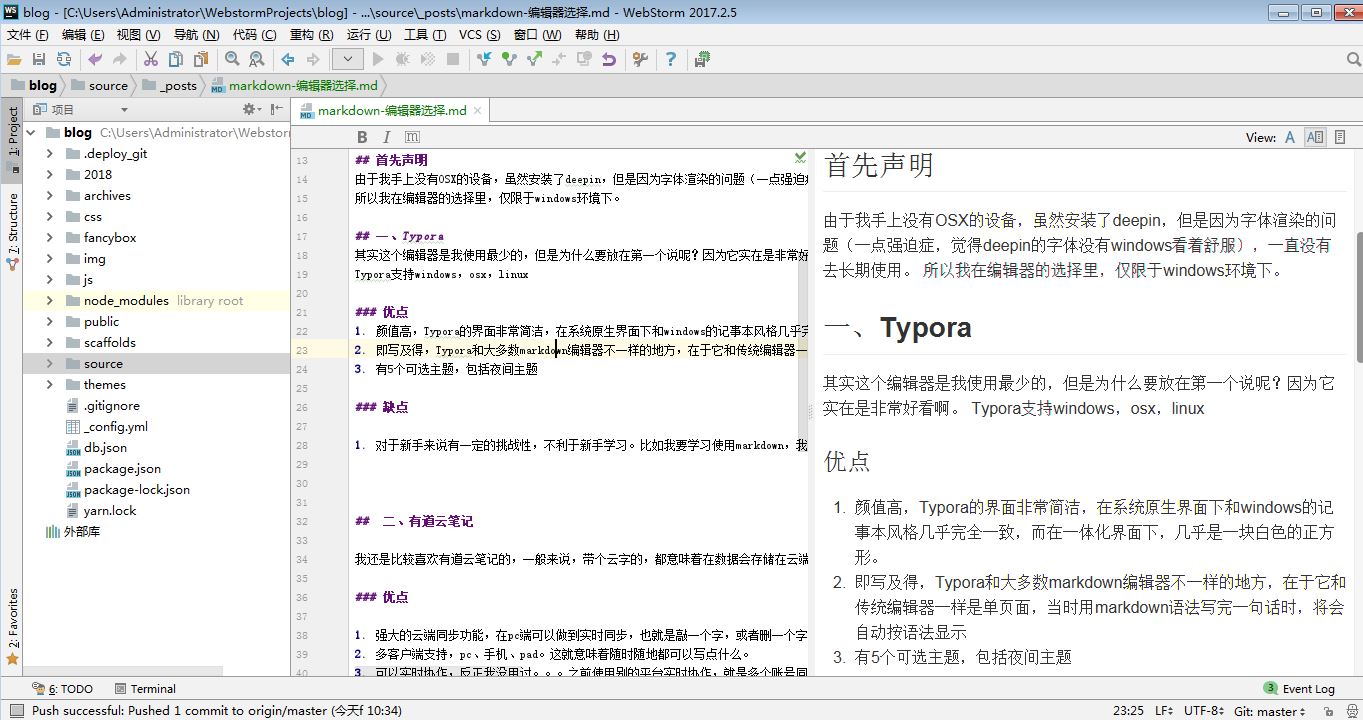 blog - [C:\Users\Administrator\WebstormProjects\blog] - ...\source\_posts\markdown-编辑器选择.md - WebStorm 2017.2.5
文件 (F) 编辑 (E) 视图 (V) 导航 (N) 代码 (C) 重构 (R) 运行 (U) 工具 (T) VCS (S) 窗口 (W) 帮助 (H)
blog source _posts markdown-编辑器选择.md
项目
markdown-编辑器选择.md
1: Project
7: Structure
2: Favorites
blog C:\Users\Administrator\Webstor
.deploy_git
2018
archives
css
fancybox
img
js
node_modules library root
public
scaffolds
source
themes
.gitignore
_config.yml
db.json
package.json
package-lock.json
yarn.lock
外部库
B I m View: A
13 ## 首先声明
14 由于我手上没有OSX的设备，虽然安装了deepin，但是因为字体渲染的问题（一点强迫
15 所以我在编辑器的选择里，仅限于windows环境下。
16
17 ## 一、Typora
18 其实这个编辑器是我使用最少的，但是为什么要放在第一个说呢？因为它实在是非常好
19 Typora支持windows，osx，linux
20
21 ### 优点
22 1. 颜值高，Typora的界面非常简洁，在系统原生界面下和windows的记事本风格几乎完
23 2. 即写及得，Typora和大多数markdown编辑器不一样的地方，在于它和传统编辑器一
24 3. 有5个可选主题，包括夜间主题
25
26 ### 缺点
27
28 1. 对于新手来说有一定的挑战性，不利于新手学习。比如我要学习使用markdown，我
29
30
31
32 ## 二、有道云笔记
33
34 我还是比较喜欢有道云笔记的，一般来说，带个云字的，都意味着在数据会存储在云端
35
36 ### 优点
37
38 1. 强大的云端同步功能，在pc端可以做到实时同步，也就是敲一个字，或者删一个字
39 2. 多客户端支持，pc、手机、pad。这就意味着随时随地都可以写点什么。
40 3. 可以实时协作，反正我没用过。。。之前使用别的平台实时协作，就是多个账号同
首先声明
由于我手上没有OSX的设备，虽然安装了deepin，但是因为字体渲染的问
题（一点强迫症，觉得deepin的字体没有windows看着舒服），一直没有
去长期使用。 所以我在编辑器的选择里，仅限于windows环境下。
一、Typora
其实这个编辑器是我使用最少的，但是为什么要放在第一个说呢？因为它
实在是非常好看啊。 Typora支持windows，osx，linux
优点
1. 颜值高，Typora的界面非常简洁，在系统原生界面下和windows的记
事本风格几乎完全一致，而在一体化界面下，几乎是一块白色的正方
形。
2. 即写及得，Typora和大多数markdown编辑器不一样的地方，在于它和
传统编辑器一样是单页面，当时用markdown语法写完一句话时，将会
自动按语法显示
3. 有5个可选主题，包括夜间主题
6: TODO Terminal 3 Event Log
Push successful: Pushed 1 commit to origin/master (今天f 10:34) 23:25 LF UTF-8 Git: master